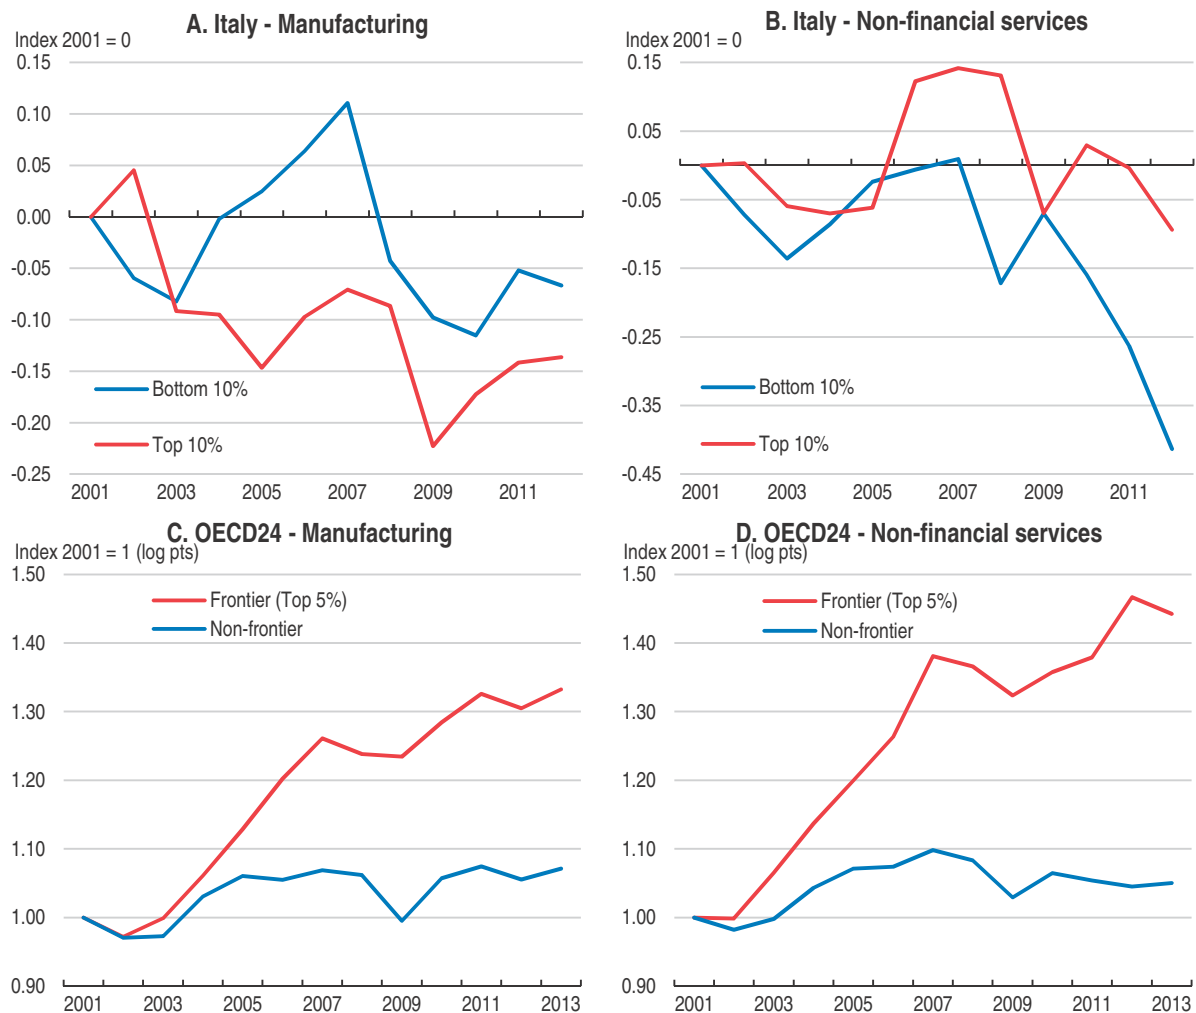 A. Italy - Manufacturing
Index 2001 = 0
0.15
0.10
0.05
0.00
-0.05
-0.10
-0.15
-0.20
-0.25
Bottom 10%
Top 10%
2001 2003 2005 2007 2009 2011
B. Italy - Non-financial services
Index 2001 = 0
0.15
0.05
-0.05
-0.15
-0.25
-0.35
-0.45
Bottom 10%
Top 10%
2001 2003 2005 2007 2009 2011
C. OECD24 - Manufacturing
Index 2001 = 1 (log pts)
1.50
1.40
1.30
1.20
1.10
1.00
0.90
Frontier (Top 5%)
Non-frontier
2001 2003 2005 2007 2009 2011 2013
D. OECD24 - Non-financial services
Index 2001 = 1 (log pts)
1.50
1.40
1.30
1.20
1.10
1.00
0.90
Frontier (Top 5%)
Non-frontier
2001 2003 2005 2007 2009 2011 2013